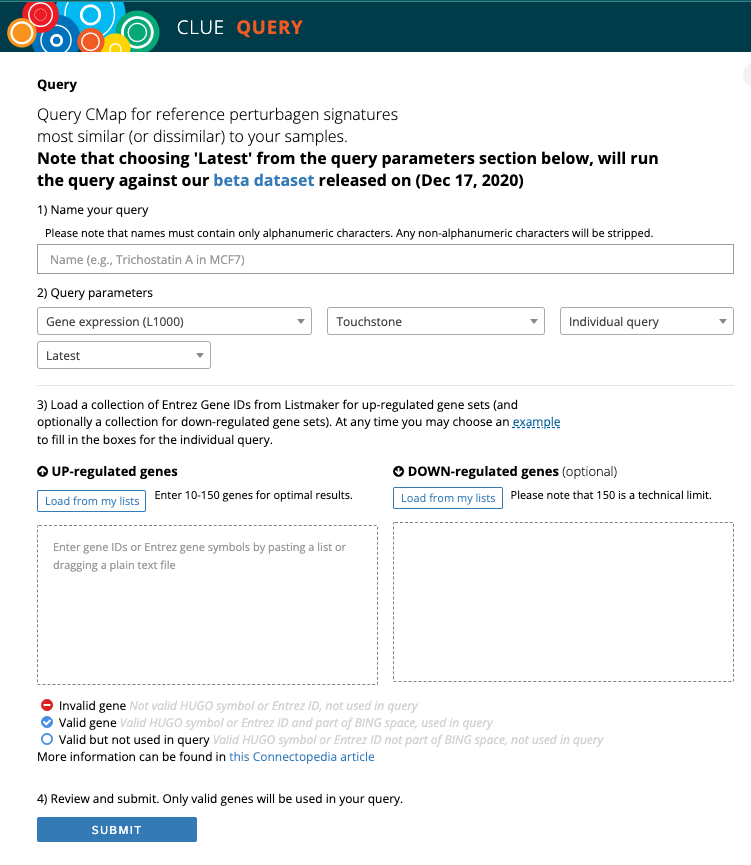 CLUE QUERY
Query
Query CMap for reference perturbagen signatures
most similar (or dissimilar) to your samples.
Note that choosing 'Latest' from the query parameters section below, will run
the query against our beta dataset released on (Dec 17, 2020)
1) Name your query
Please note that names must contain only alphanumeric characters. Any non-alphanumeric characters will be stripped.
Name (e.g., Trichostatin A in MCF7)
2) Query parameters
Gene expression (L1000) Touchstone Individual query
Latest
3) Load a collection of Entrez Gene IDs from Listmaker for up-regulated gene sets (and
optionally a collection for down-regulated gene sets). At any time you may choose an example
to fill in the boxes for the individual query.
UP-regulated genes
Load from my lists Enter 10-150 genes for optimal results.
Enter gene IDs or Entrez gene symbols by pasting a list or
dragging a plain text file
DOWN-regulated genes (optional)
Load from my lists Please note that 150 is a technical limit.
Invalid gene Not valid HUGO symbol or Entrez ID, not used in query
Valid gene Valid HUGO symbol or Entrez ID and part of BING space, used in query
Valid but not used in query Valid HUGO symbol or Entrez ID not part of BING space, not used in query
More information can be found in this Connectopedia article
4) Review and submit. Only valid genes will be used in your query.
SUBMIT